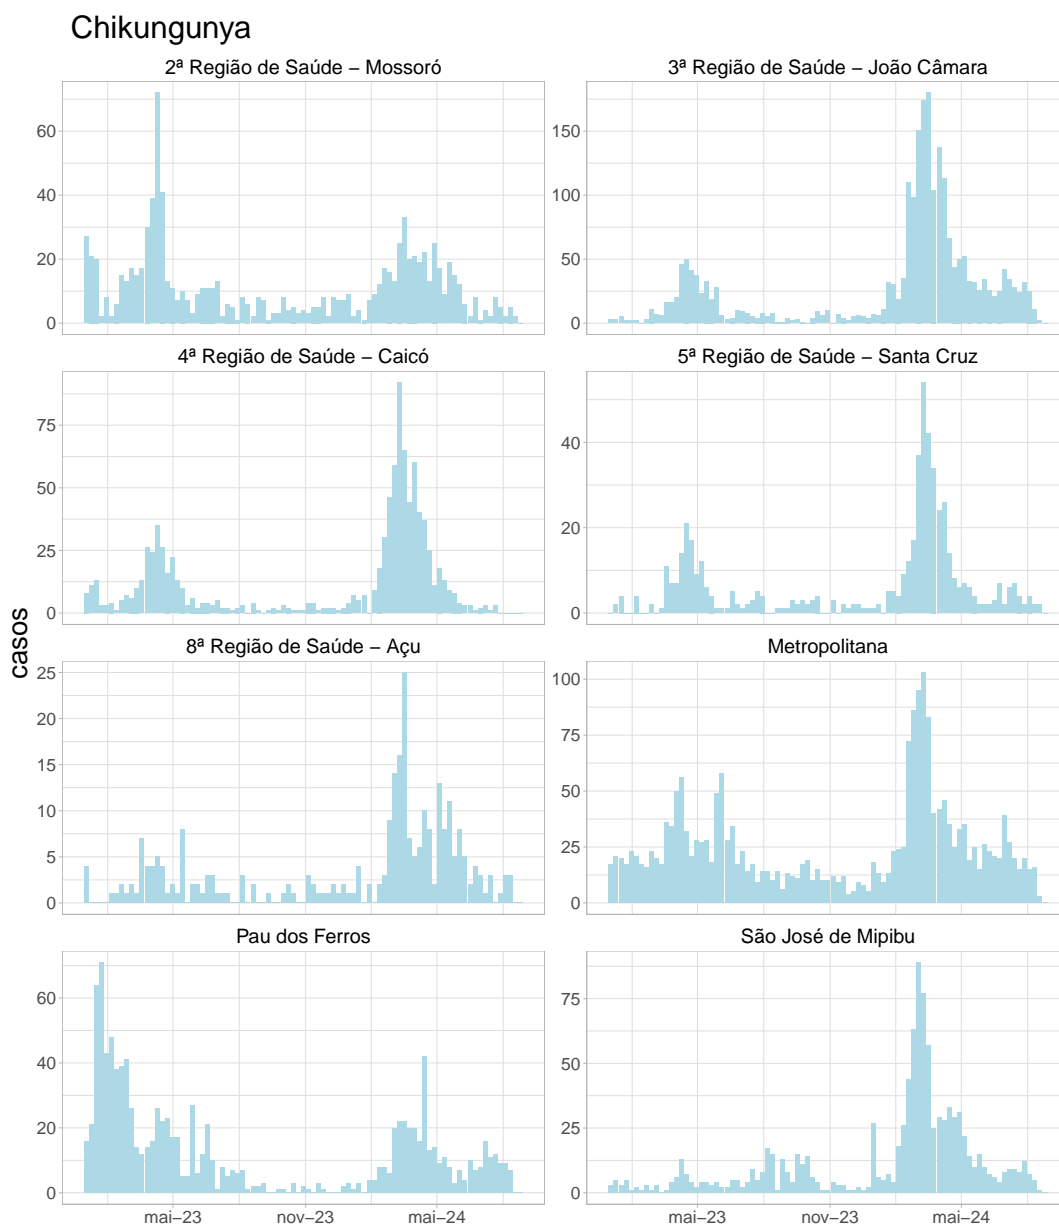 Chikungunya
2ª Região de Saúde – Mossoró
3ª Região de Saúde – João Câmara
60
40
20
0
150
100
50
0
4ª Região de Saúde – Caicó
5ª Região de Saúde – Santa Cruz
75
50
25
0
40
20
0
casos
8ª Região de Saúde – Açu
Metropolitana
25
20
15
10
5
0
100
75
50
25
0
Pau dos Ferros
São José de Mipibu
60
40
20
0
75
50
25
0
mai–23 nov–23 mai–24
mai–23 nov–23 mai–24